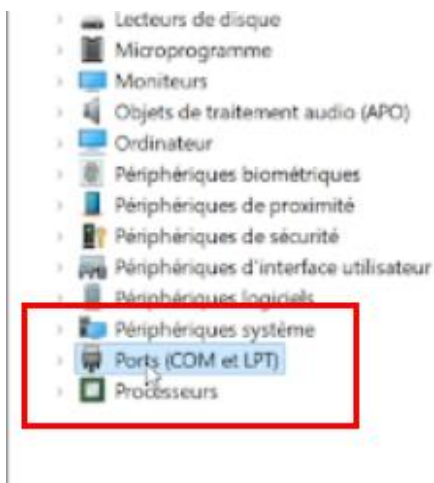 Lecteurs de disque
Microprogramme
Moniteurs
Objets de traitement audio (APO)
Ordinateur
Périphériques biométriques
Périphériques de proximité
Périphériques de sécurité
Périphériques d'interface utilisateur
Périphériques logiciels
Périphériques système
Ports (COM et LPT)
Processeurs